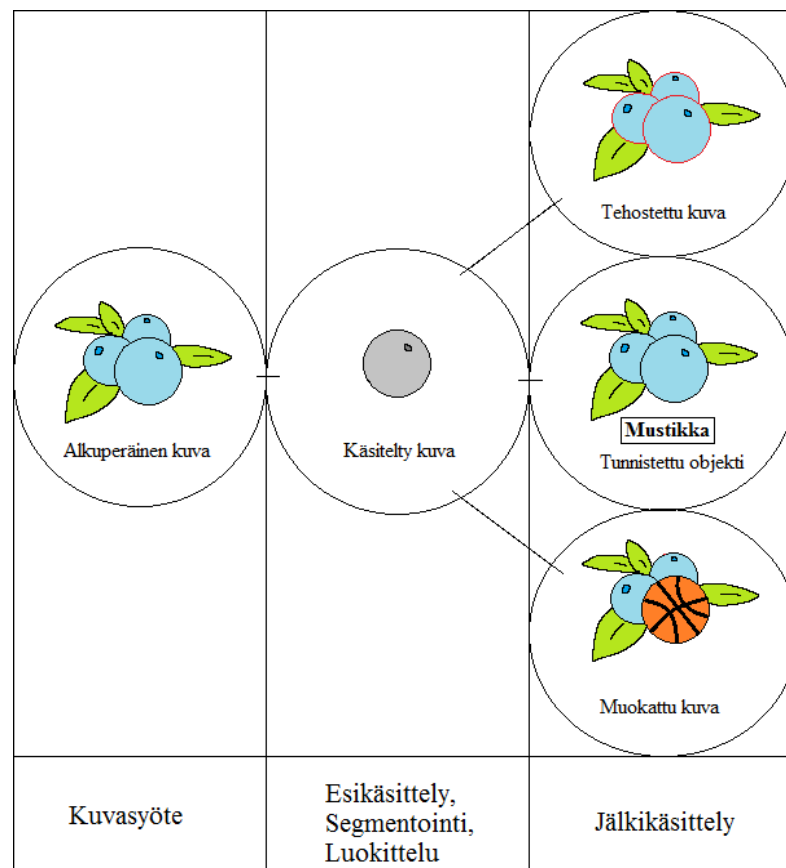 Tehostettu kuva
Alkuperäinen kuva
Käsitelty kuva
Mustikka
Tunnistettu objekti
Muokattu kuva
Kuvasyöte
Esikäsittely,
Segmentointi,
Luokittelu
Jälkikäsittely